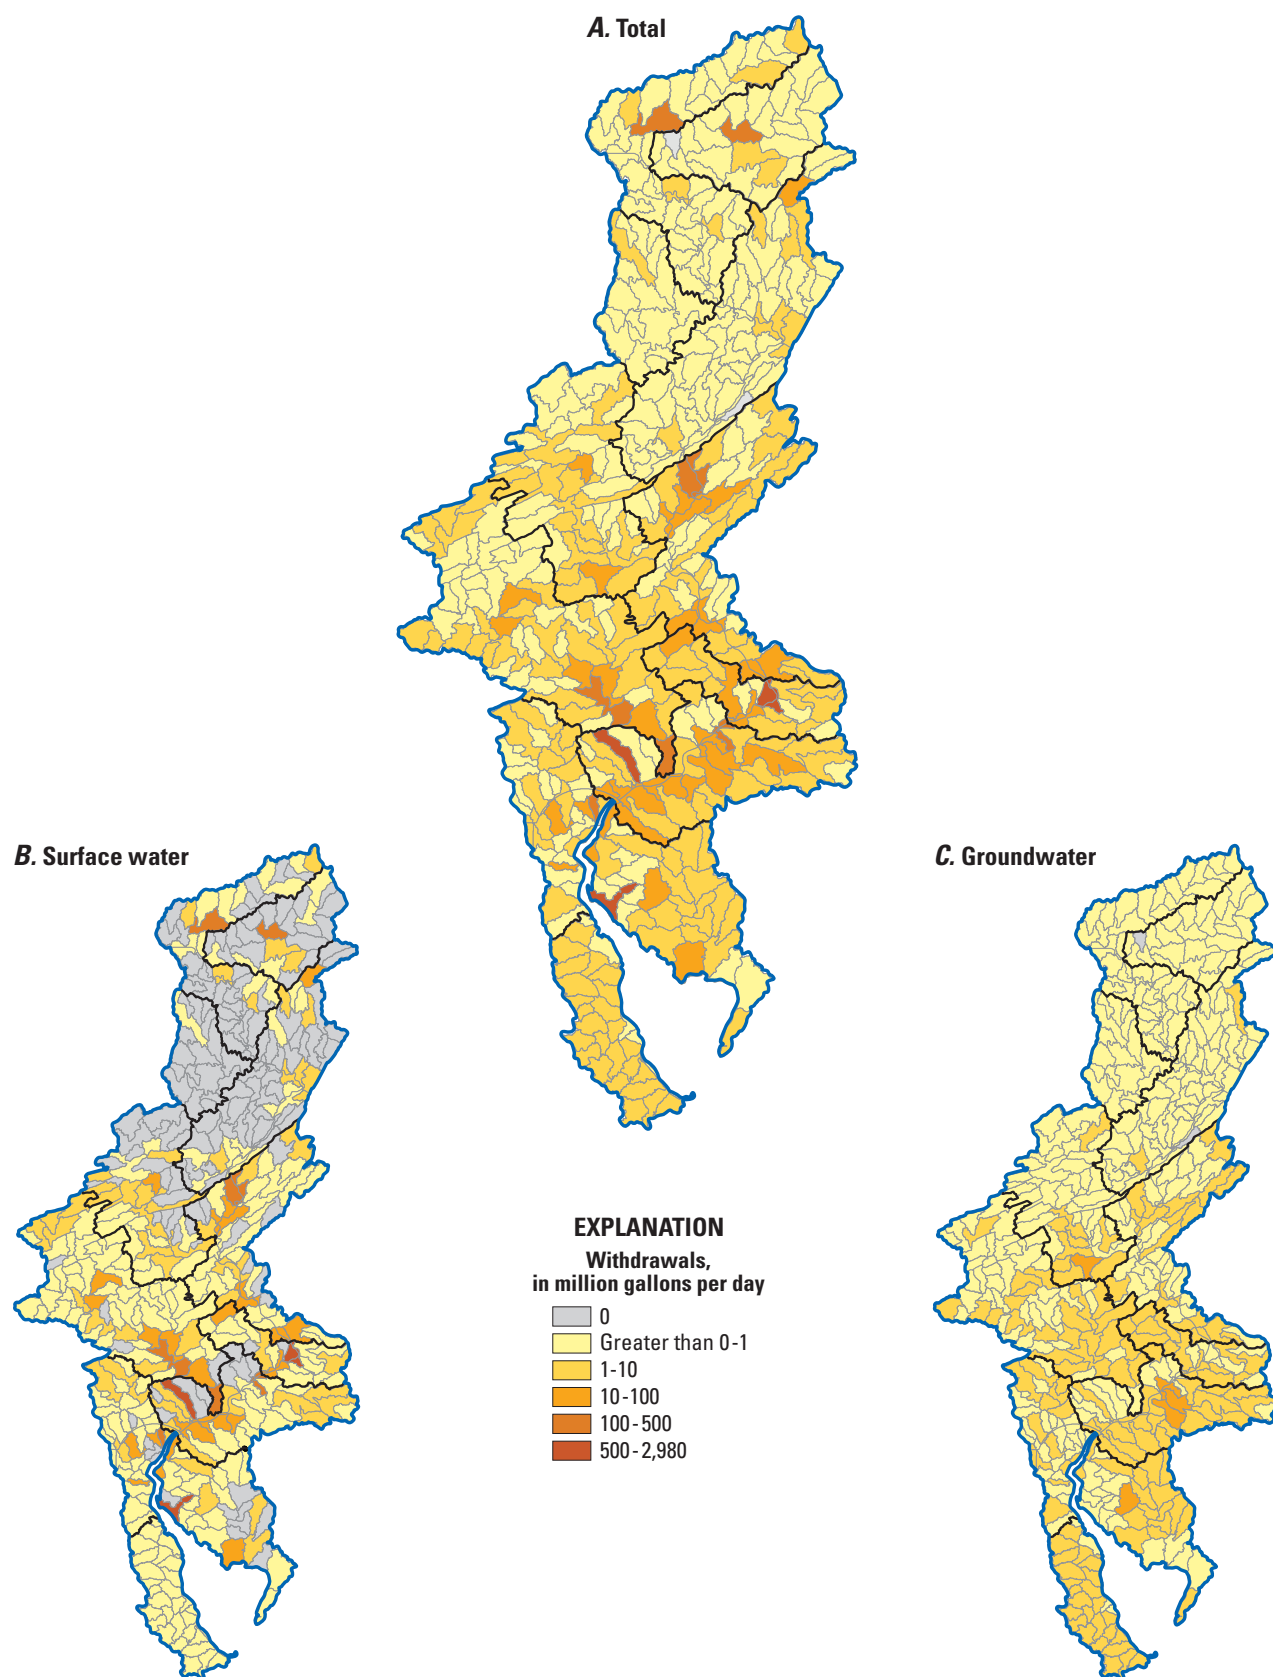 A. Total
B. Surface water
C. Groundwater
EXPLANATION
Withdrawals,
in million gallons per day
0
Greater than 0-1
1-10
10-100
100-500
500-2,980